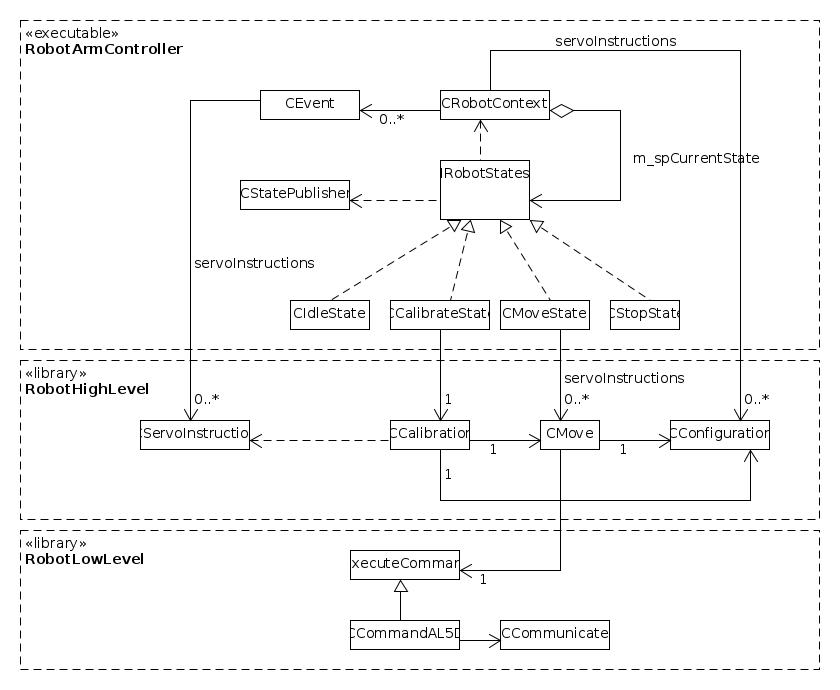 «executable»
RobotArmController
servoInstructions
CEvent
CRobotContext
0..*
m_spCurrentState
IRobotStates
CStatePublisher
servoInstructions
CIdleState
CCalibrateState
CMoveState
CStopState
«library»
RobotHighLevel
servoInstructions
0..*
1
0..*
0..*
CServoInstructio
CCalibration
CMove
CConfiguration
1
1
1
«library»
RobotLowLevel
xecuteComman
1
CCommandAL5D
CCommunicate